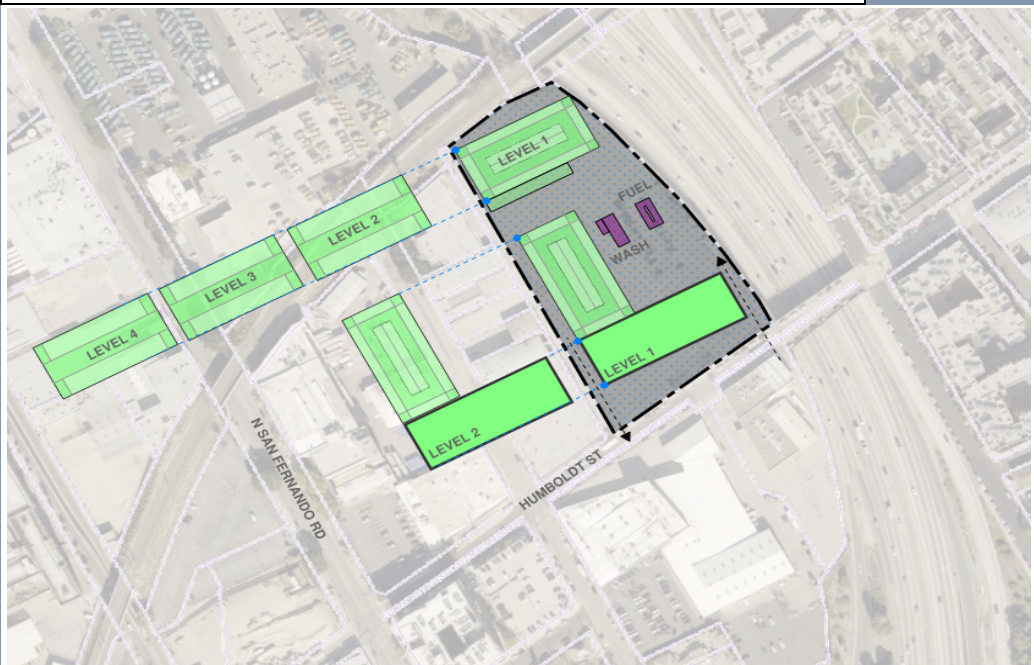 LEVEL 1
FUEL
LEVEL 2
WASH
LEVEL 3
LEVEL 4
LEVEL 1
LEVEL 2
N SAN FERNANDO RD
HUMBOLDT ST